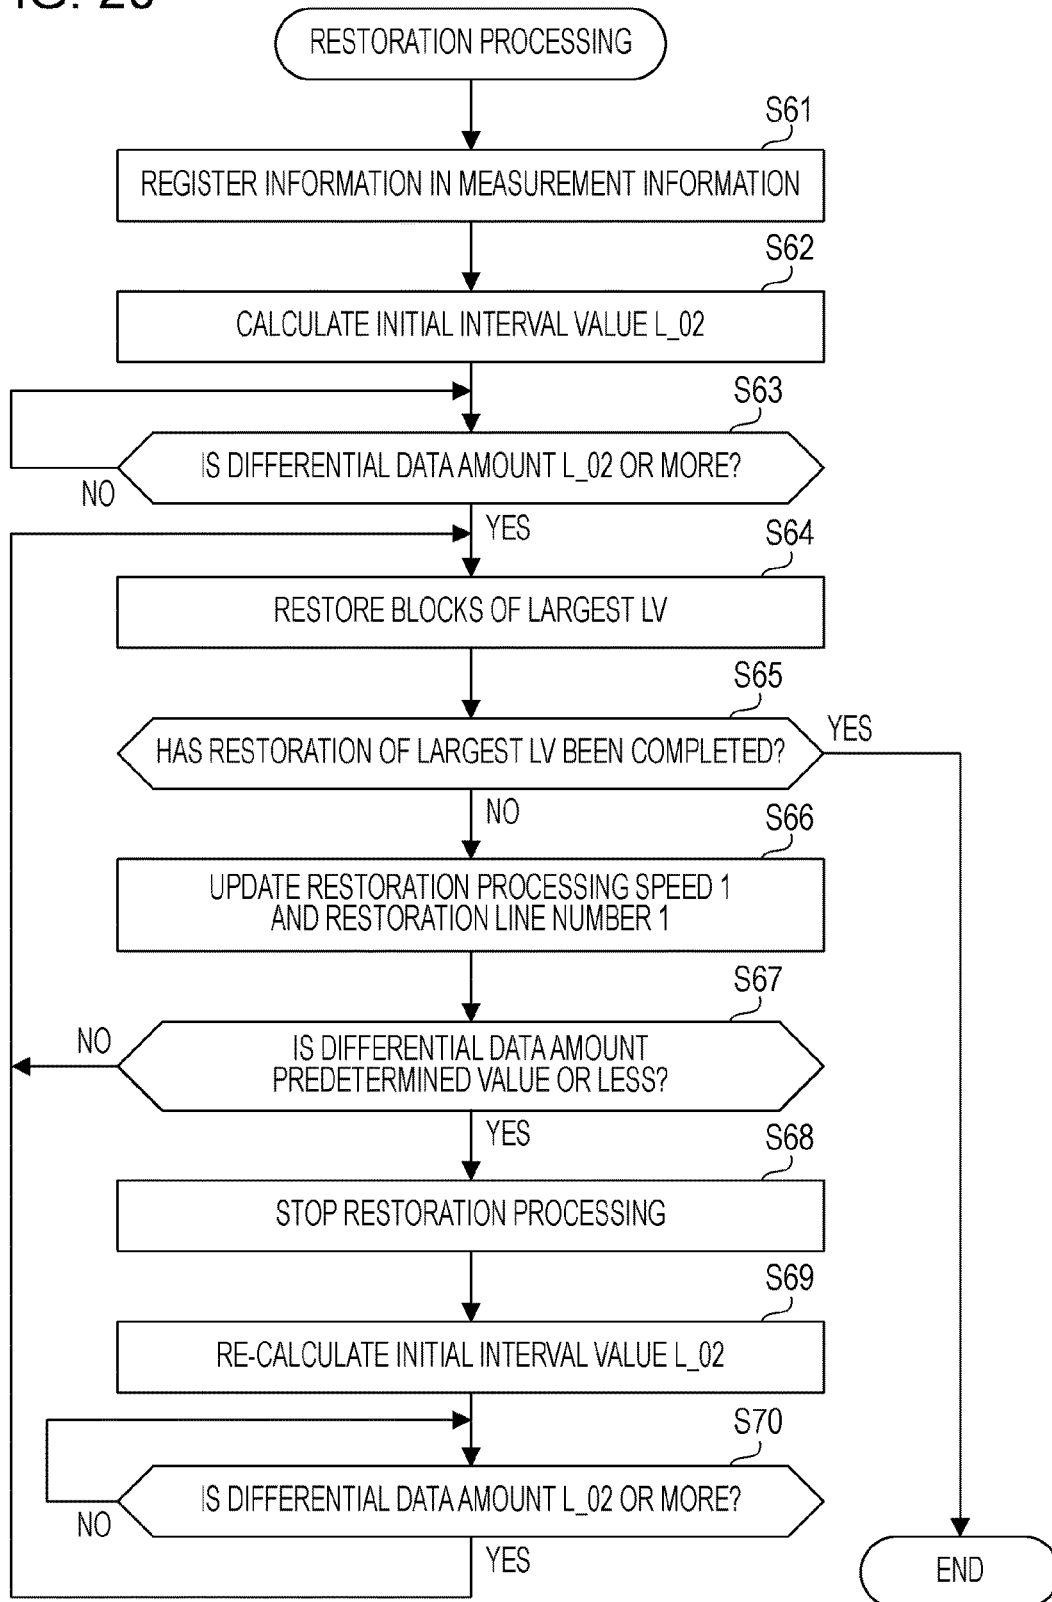 RESTORATION PROCESSING
S61
REGISTER INFORMATION IN MEASUREMENT INFORMATION
S62
CALCULATE INITIAL INTERVAL VALUE L_02
S63
IS DIFFERENTIAL DATA AMOUNT L_02 OR MORE?
NO
YES
S64
RESTORE BLOCKS OF LARGEST LV
S65
HAS RESTORATION OF LARGEST LV BEEN COMPLETED?
YES
NO
S66
UPDATE RESTORATION PROCESSING SPEED 1
AND RESTORATION LINE NUMBER 1
S67
NO
IS DIFFERENTIAL DATA AMOUNT
PREDETERMINED VALUE OR LESS?
YES
S68
STOP RESTORATION PROCESSING
S69
RE-CALCULATE INITIAL INTERVAL VALUE L_02
S70
IS DIFFERENTIAL DATA AMOUNT L_02 OR MORE?
NO
YES
END